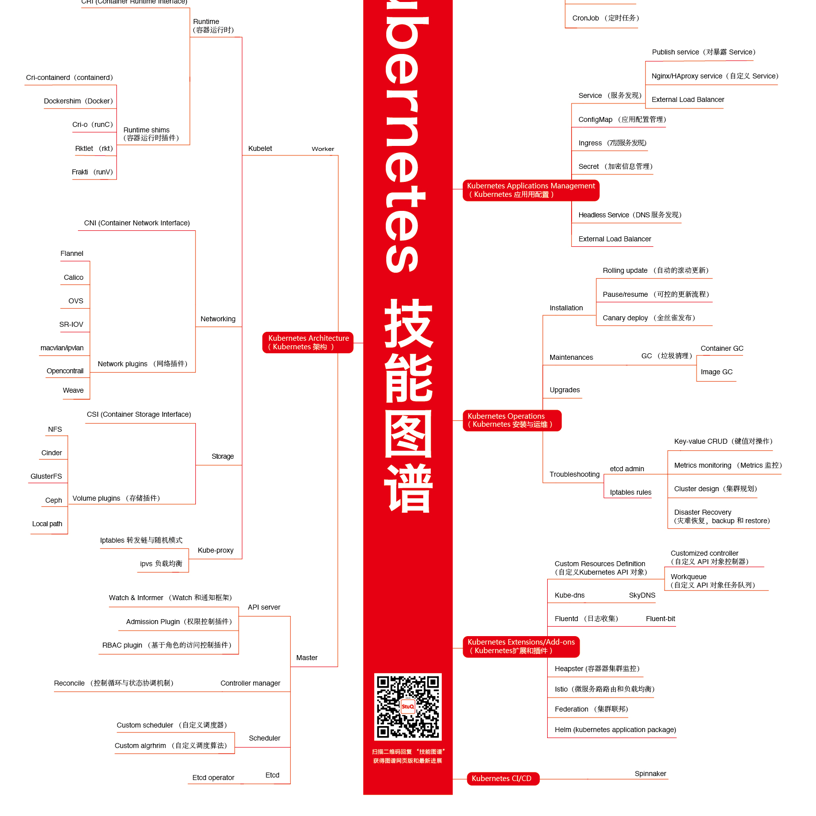 CRI (Container Runtime Interface)
Runtime
(容器运行时)
Cri-containerd（containerd）
Dockershim（Docker）
Cri-o（runC）
Runtime shims
(容器运行时插件)
Rktlet （rkt）
Frakti （runV）
Kubelet
Worker
CNI (Container Network Interface)
Flannel
Calico
OVS
SR-IOV
macvlan/ipvlan
Opencontrail
Weave
Network plugins （网络插件）
Networking
CSI (Container Storage Interface)
NFS
Cinder
GlusterFS
Ceph
Local path
Volume plugins （存储插件）
Storage
Iptables 转发链与随机模式
ipvs 负载均衡
Kube-proxy
Kubernetes Architecture
（ Kubernetes 架构 ）
Watch & Informer （Watch 和通知框架）
Admission Plugin（权限控制插件）
RBAC plugin （基于角色的访问控制插件）
API server
Master
Reconcile （控制循环与状态协调机制）
Controller manager
Custom scheduler （自定义调度器）
Custom algrhrim （自定义调度算法）
Scheduler
Etcd operator
Etcd
ubernetes 技能图谱
StuQ
扫描二维码回复 “技能图谱”
获得图谱网页版和最新进展
CronJob （定时任务）
Publish service（对暴露 Service）
Nginx/HAproxy service（自定义 Service)
External Load Balancer
Service （服务发现）
ConfigMap （应用配置管理）
Ingress （7层服务发现）
Secret （加密信息管理）
Kubernetes Applications Management
（ Kubernetes 应用用配置）
Headless Service（DNS 服务发现）
External Load Balancer
Rolling update （自动的滚动更新）
Pause/resume （可控的更新流程）
Canary deploy （金丝雀发布）
Installation
Maintenances
GC （垃圾清理）
Container GC
Image GC
Upgrades
Kubernetes Operations
（ Kubernetes 安装与运维 ）
Troubleshooting
etcd admin
Iptables rules
Key-value CRUD（键值对操作）
Metrics monitoring （Metrics 监控）
Cluster design（集群规划）
Disaster Recovery
（灾难恢复，backup 和 restore)
Custom Resources Definition
（自定义Kubernetes API 对象）
Customized controller
（自定义 API 对象控制器）
Workqueue
（自定义 API 对象任务队列）
Kube-dns
SkyDNS
Fluentd （日志收集）
Fluent-bit
Kubernetes Extensions/Add-ons
（ Kubernetes扩展和插件 ）
Heapster (容器器集群监控）
Istio（微服务路路由和负载均衡）
Federation （集群联邦）
Helm (kubernetes application package)
Kubernetes CI/CD
Spinnaker